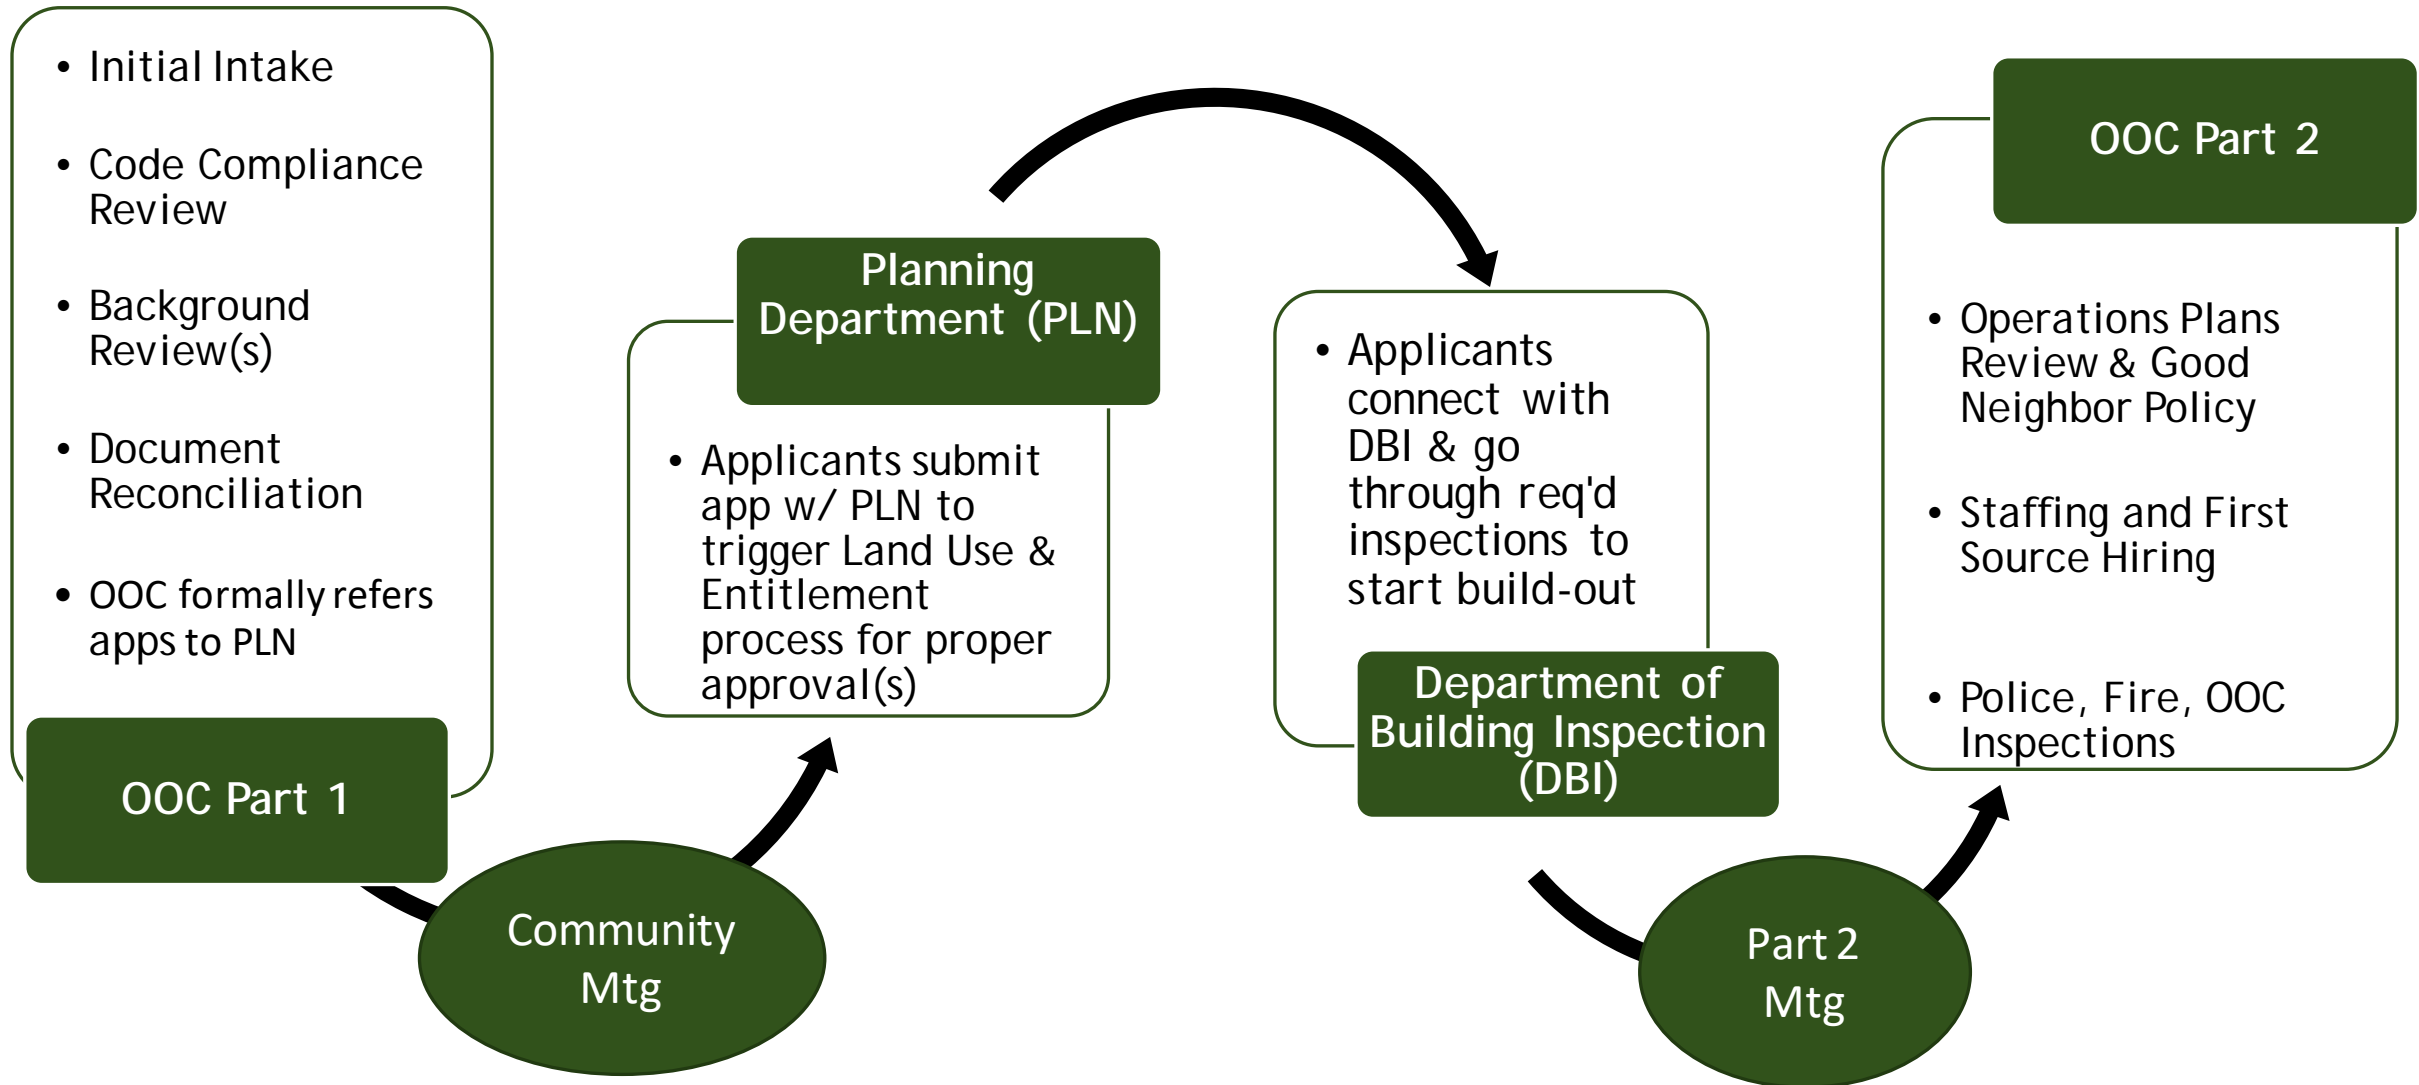 • Initial Intake
• Code Compliance
Review
• Background
Review(s)
• Document
Reconciliation
• OOC formally refers
apps to PLN
OOC Part 1
Community
Mtg
Planning
Department (PLN)
• Applicants submit
app w/ PLN to
trigger Land Use &
Entitlement
process for proper
approval(s)
• Applicants
connect with
DBI & go
through req'd
inspections to
start build-out
Department of
Building Inspection
(DBI)
Part 2
Mtg
OOC Part 2
• Operations Plans
Review & Good
Neighbor Policy
• Staffing and First
Source Hiring
• Police, Fire, OOC
Inspections